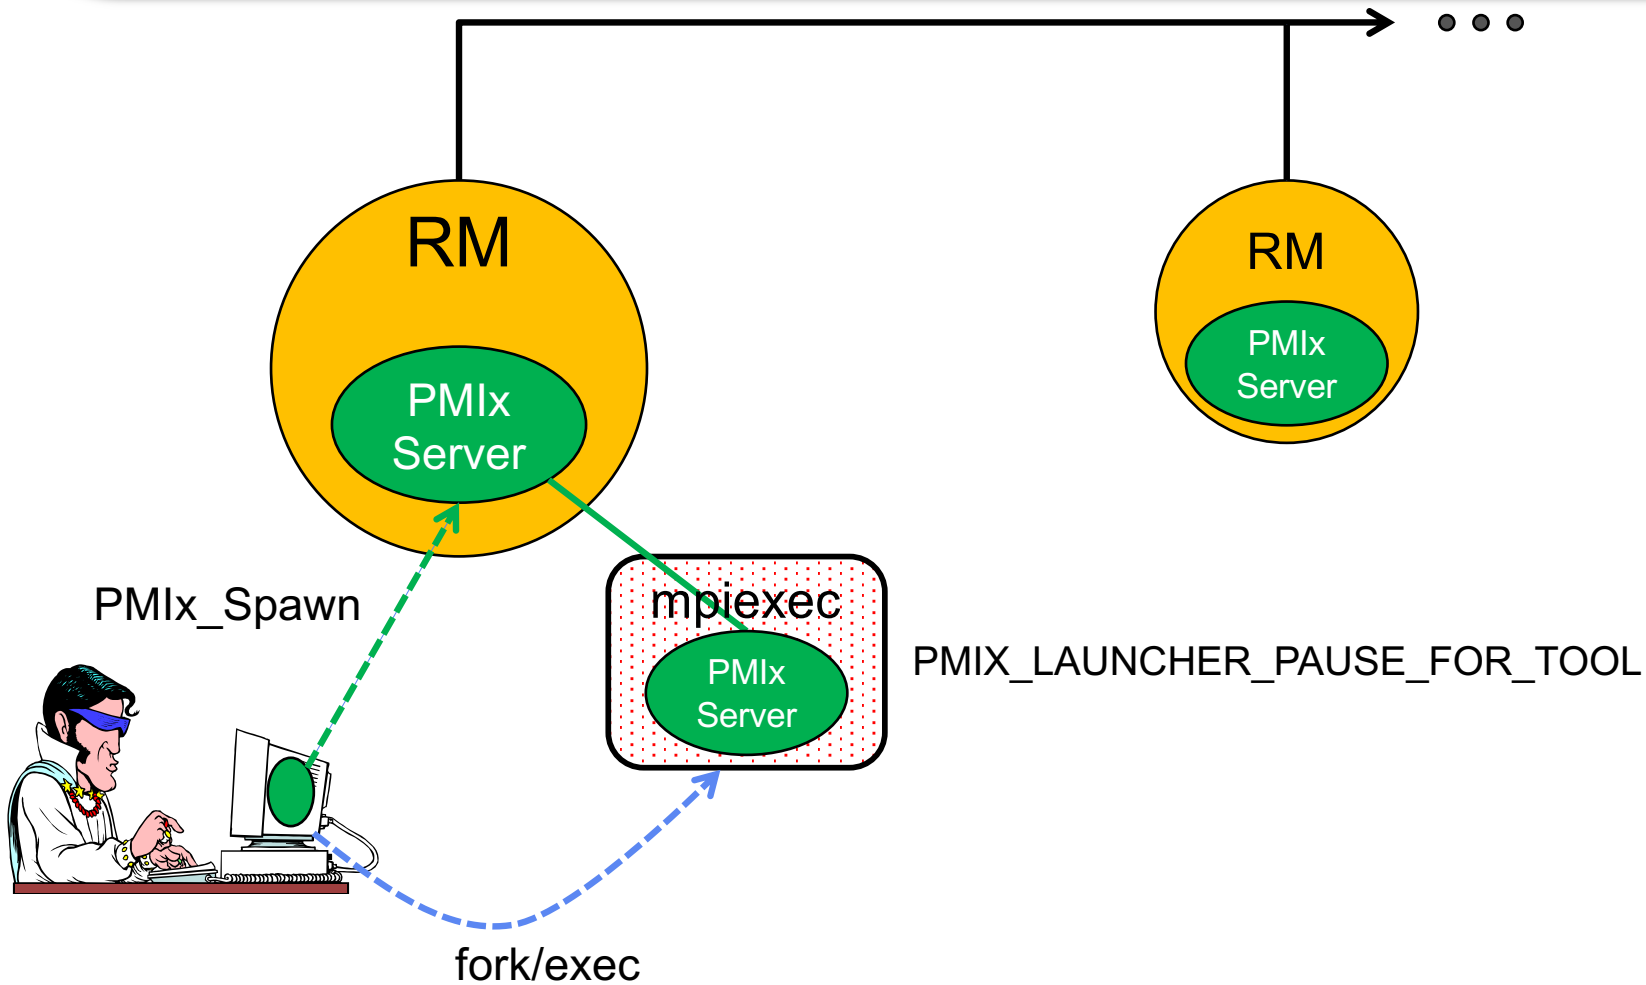 RM
PMIx
Server
RM
PMIx
Server
PMIx_Spawn
mpiexec
PMIx
Server
PMIX_LAUNCHER_PAUSE_FOR_TOOL
fork/exec